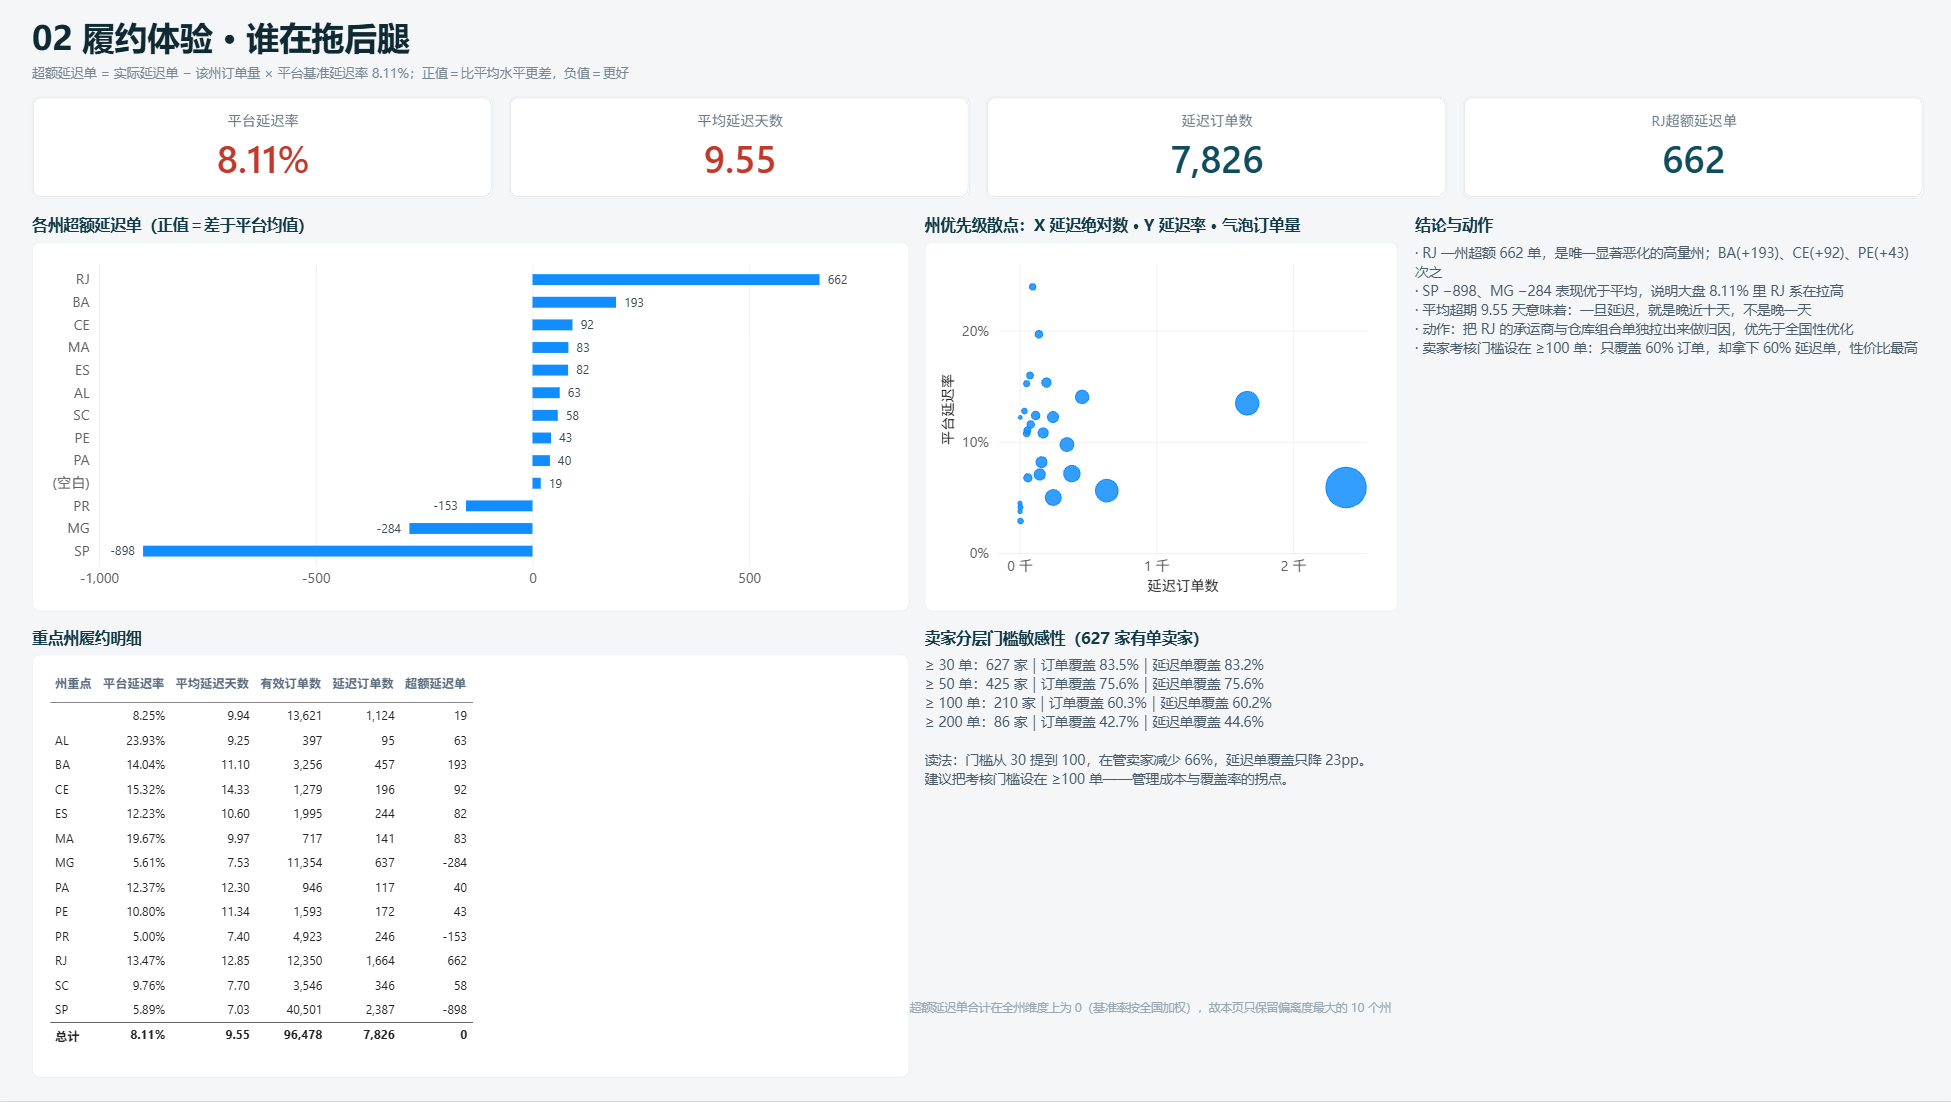 02 履约体验 • 谁在拖后腿
超额延迟单 = 实际延迟单 − 该州订单量 × 平台基准延迟率 8.11%；正值＝比平均水平更差，负值＝更好
平台延迟率
8.11%
平均延迟天数
9.55
延迟订单数
7,826
RJ超额延迟单
662
各州超额延迟单（正值＝差于平台均值）
RJ 662
BA 193
CE 92
MA 83
ES 82
AL 63
SC 58
PE 43
PA 40
(空白) 19
PR -153
MG -284
SP -898
-1,000 -500 0 500
州优先级散点：X 延迟绝对数 • Y 延迟率 • 气泡订单量
平台延迟率
20%
10%
0%
0 千 1 千 2 千
延迟订单数
结论与动作
· RJ 一州超额 662 单，是唯一显著恶化的高量州；BA(+193)、CE(+92)、PE(+43)
次之
· SP −898、MG −284 表现优于平均，说明大盘 8.11% 里 RJ 系在拉高
· 平均超期 9.55 天意味着：一旦延迟，就是晚近十天，不是晚一天
· 动作：把 RJ 的承运商与仓库组合单独拉出来做归因，优先于全国性优化
· 卖家考核门槛设在 ≥100 单：只覆盖 60% 订单，却拿下 60% 延迟单，性价比最高
重点州履约明细
州重点 平台延迟率 平均延迟天数 有效订单数 延迟订单数 超额延迟单
8.25% 9.94 13,621 1,124 19
AL 23.93% 9.25 397 95 63
BA 14.04% 11.10 3,256 457 193
CE 15.32% 14.33 1,279 196 92
ES 12.23% 10.60 1,995 244 82
MA 19.67% 9.97 717 141 83
MG 5.61% 7.53 11,354 637 -284
PA 12.37% 12.30 946 117 40
PE 10.80% 11.34 1,593 172 43
PR 5.00% 7.40 4,923 246 -153
RJ 13.47% 12.85 12,350 1,664 662
SC 9.76% 7.70 3,546 346 58
SP 5.89% 7.03 40,501 2,387 -898
总计 8.11% 9.55 96,478 7,826 0
卖家分层门槛敏感性（627 家有单卖家）
≥ 30 单：627 家 | 订单覆盖 83.5% | 延迟单覆盖 83.2%
≥ 50 单：425 家 | 订单覆盖 75.6% | 延迟单覆盖 75.6%
≥ 100 单：210 家 | 订单覆盖 60.3% | 延迟单覆盖 60.2%
≥ 200 单：86 家 | 订单覆盖 42.7% | 延迟单覆盖 44.6%
读法：门槛从 30 提到 100，在管卖家减少 66%，延迟单覆盖只降 23pp。
建议把考核门槛设在 ≥100 单——管理成本与覆盖率的拐点。
超额延迟单合计在全州维度上为 0（基准率按全国加权），故本页只保留偏离度最大的 10 个州